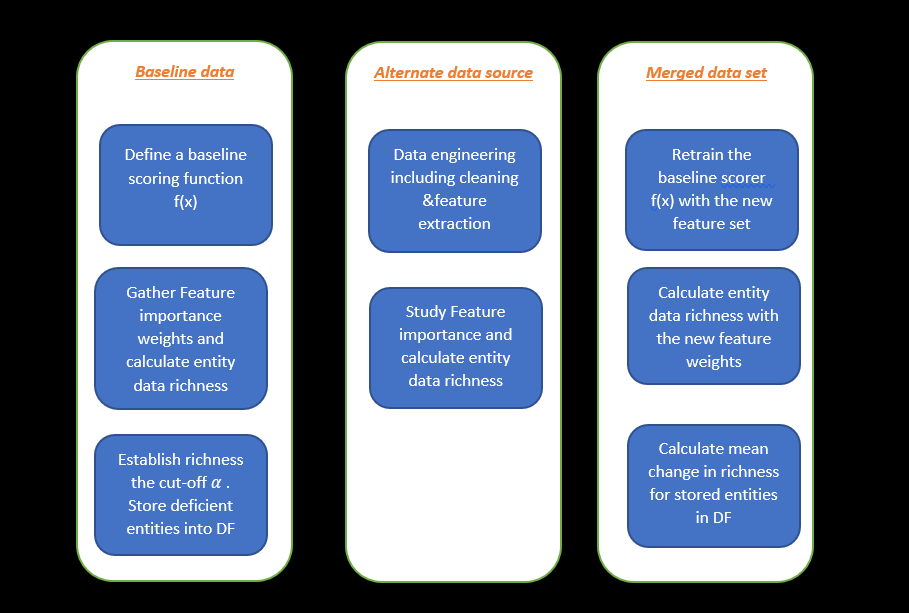 Baseline data
Define a baseline
scoring function
f(x)
Gather Feature
importance
weights and
calculate entity
data richness
Establish richness
the cut-off α .
Store deficient
entities into DF
Alternate data source
Data engineering
including cleaning
&feature
extraction
Study Feature
importance and
calculate entity
data richness
Merged data set
Retrain the
baseline scorer
f(x) with the new
feature set
Calculate entity
data richness with
the new feature
weights
Calculate mean
change in richness
for stored entities
in DF